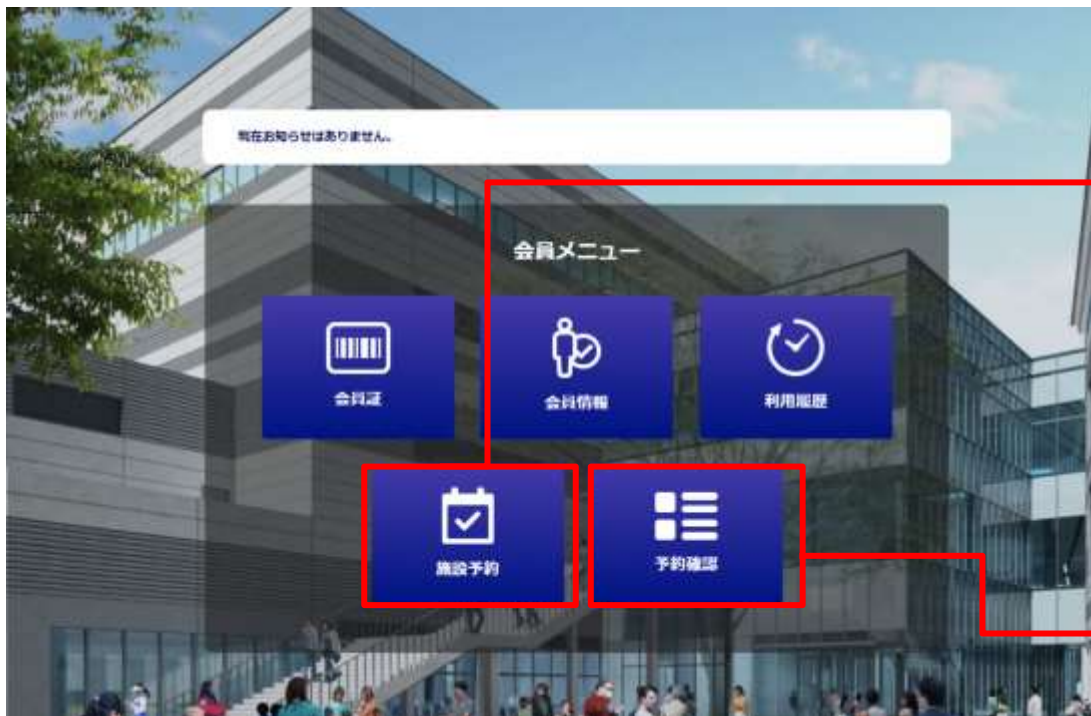 現在お知らせはありません。
会員メニュー
会員証
会員情報
利用履歴
施設予約
予約確認